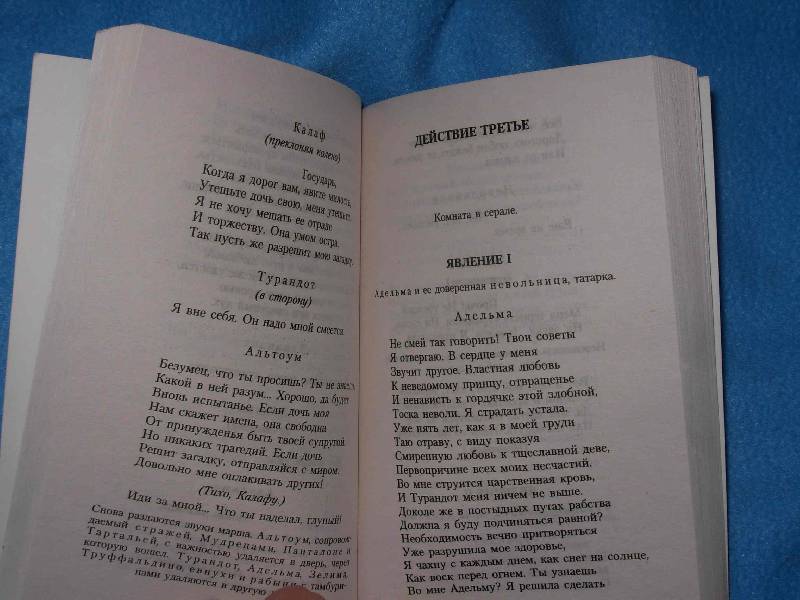 Калаф
(преклоняя колено)
Государь,
Когда я дорог вам, явите милость,
Утешьте дочь свою, меня утешьте.
Я не хочу мешать ее отраде
И торжеству. Она умом остра.
Так пусть же разрешит мою загадку.
Турандот
(в сторону)
Я вне себя. Он надо мной смеется
Альтоум
Безумец, что ты просишь? Ты не знаешь,
Какой в ней разум... Хорошо, да будет
Вновь испытанье. Если дочь моя
Нам скажет имена, она свободна
От принужденья быть твоей супругой.
Но никаких трагедий. Если дочь
Решит загадку, отправляйся с миром.
Довольно мне оплакивать других!
(Тихо, Калафу.)
Иди за мной... Что ты наделал, глупый!
Снова раздаются звуки марша. Альтоум, сопровож-
даемый стражей, Мудрецами, Панталоне и
Тартальей, с важностью удаляется в дверь, через
которую вошел. Турандот, Адельма, Зелима,
Труффальдино, евнухи и рабыни с тамбури-
нами удаляются в другую
ДЕЙСТВИЕ ТРЕТЬЕ
Комната в серале.
ЯВЛЕНИЕ I
Адельма и ее доверенная невольница, татарка.
Адельма
Не смей так говорить! Твои советы
Я отвергаю. В сердце у меня
Звучит другое. Властная любовь
К неведомому принцу, отвращенье
И ненависть к гордячке этой злобной,
Тоска неволи. Я страдать устала.
Уже пять лет, как я в моей груди
Таю отраву, с виду показуя
Смиренную любовь к тщеславной деве,
Первопричине всех моих несчастий.
Во мне струится царственная кровь,
И Турандот меня ничем не выше.
Доколе же в постыдных путах рабства
Должна я буду подчиняться равной?
Необходимость вечно притворяться
Уже разрушила мое здоровье,
Я чахну с каждым днем, как снег на солнце,
Как воск перед огнем. Ты узнаешь
Во мне Адельму? Я решила сделать